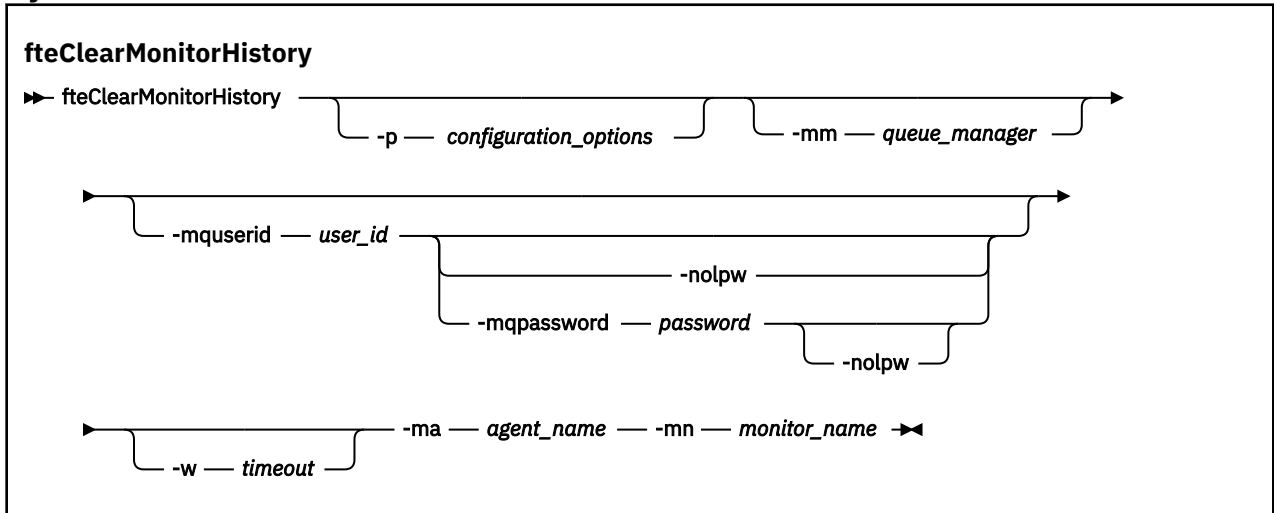 fteClearMonitorHistory
fteClearMonitorHistory
-p configuration_options -mm queue_manager
-mquserid user_id
-nolpw
-mqpassword password
-nolpw
-ma agent_name -mn monitor_name
-w timeout